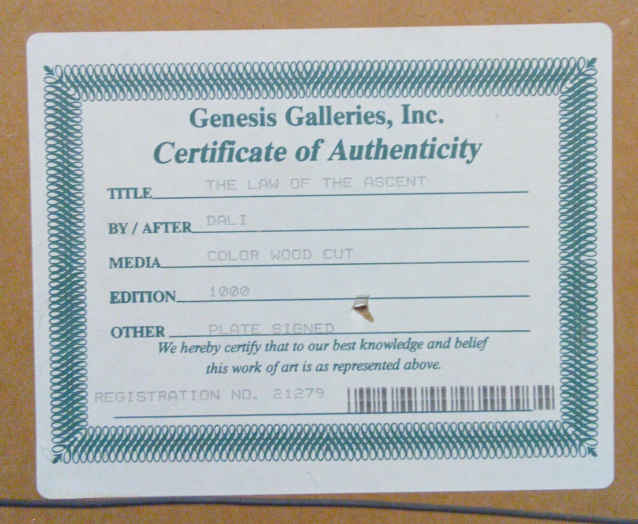 Genesis Galleries, Inc.
Certificate of Authenticity
TITLE THE LAW OF THE ASCENT
BY / AFTER DALI
MEDIA COLOR WOOD CUT
EDITION 1000
OTHER PLATE SIGNED
We hereby certify that to our best knowledge and belief
this work of art is as represented above.
REGISTRATION NO. 21279